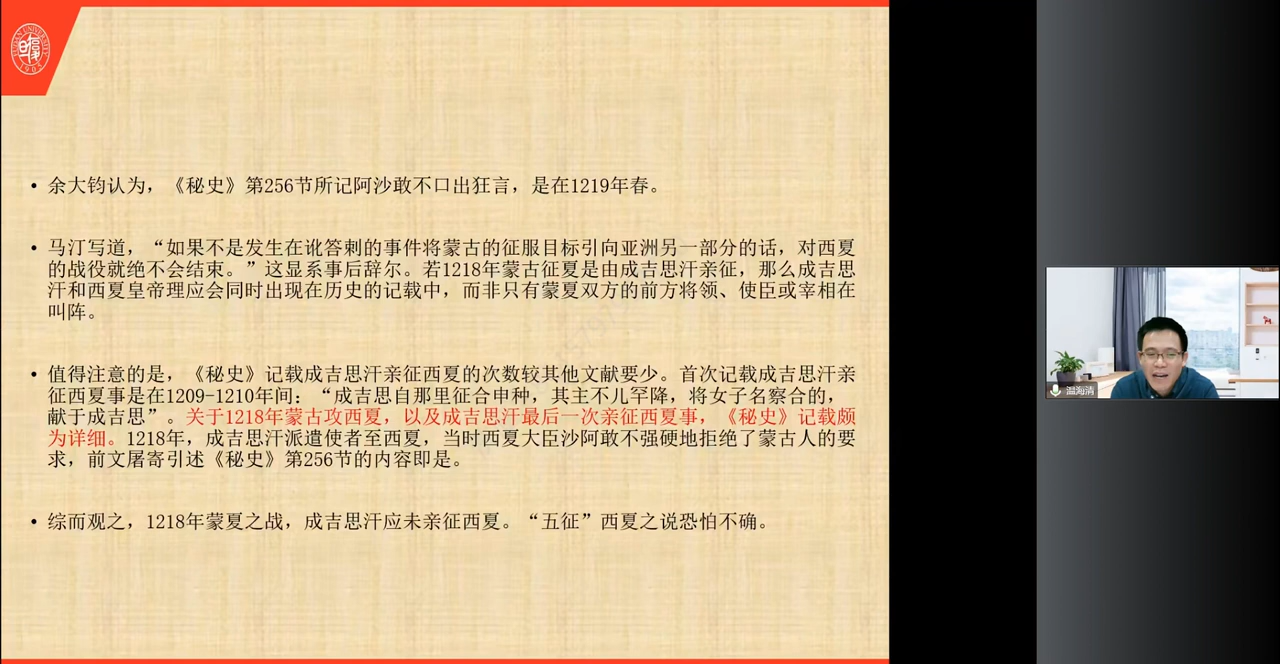 • 余大钧认为，《秘史》第256节所记阿沙敢不口出狂言，是在1219年春。
• 马汀写道，“如果不是发生在讹答剌的事件将蒙古的征服目标引向亚洲另一部分的话，对西夏
的战役就绝不会结束。”这显系事后辞尔。若1218年蒙古征夏是由成吉思汗亲征，那么成吉思
汗和西夏皇帝理应会同时出现在历史的记载中，而非只有蒙夏双方的前方将领、使臣或宰相在
叫阵。
• 值得注意的是，《秘史》记载成吉思汗亲征西夏的次数较其他文献要少。首次记载成吉思汗亲
征西夏事是在1209-1210年间：“成吉思自那里征合申种，其主不儿罕降，将女子名察合的，
献于成吉思”。关于1218年蒙古攻西夏，以及成吉思汗最后一次亲征西夏事，《秘史》记载颇
为详细。1218年，成吉思汗派遣使者至西夏，当时西夏大臣沙阿敢不强硬地拒绝了蒙古人的要
求，前文屠寄引述《秘史》第256节的内容即是。
• 综而观之，1218年蒙夏之战，成吉思汗应未亲征西夏。“五征”西夏之说恐怕不确。
温海清